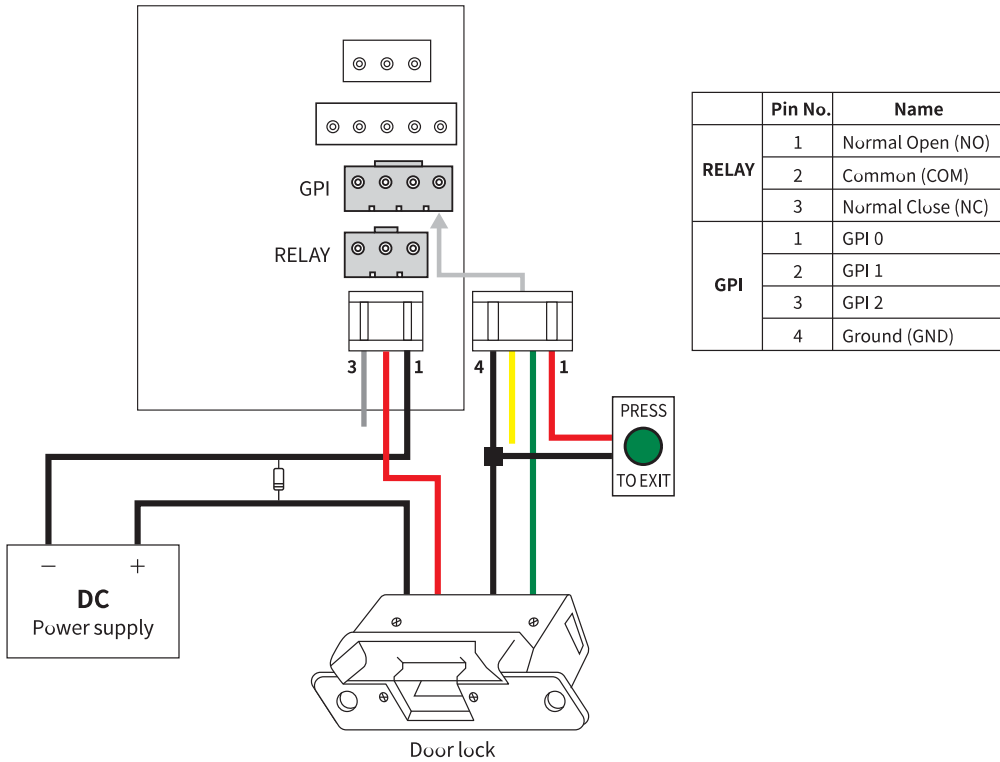 GPI
RELAY
3
1
4
1
PRESS
TO EXIT
− +
DC
Power supply
Door lock
Pin No. Name
RELAY
1 Normal Open (NO)
2 Common (COM)
3 Normal Close (NC)
GPI
1 GPI 0
2 GPI 1
3 GPI 2
4 Ground (GND)